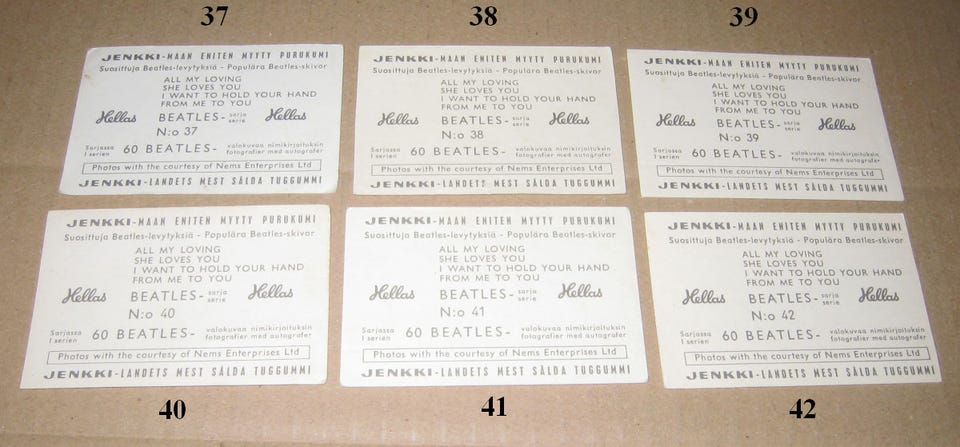 37
38
39
JENKKI-MAAN ENITEN MYYTY PURUKUMI
Suosittuja Beatles-levytyksiä - Populära Beatles-skivor
ALL MY LOVING
SHE LOVES YOU
I WANT TO HOLD YOUR HAND
FROM ME TO YOU
Hellas BEATLES- sarja serie Hellas
N:o 37
Sarjassa I serien 60 BEATLES- valokuvaa nimikirjoituksin fotografier med autografer
Photos with the courtesy of Nems Enterprises Ltd
JENKKI-LANDETS MEST SÅLDA TUGGUMMI
JENKKI-MAAN ENITEN MYYTY PURUKUMI
Suosittuja Beatles-levytyksiä - Populära Beatles-skivor
ALL MY LOVING
SHE LOVES YOU
I WANT TO HOLD YOUR HAND
FROM ME TO YOU
Hellas BEATLES- sarja serie Hellas
N:o 38
Sarjassa I serien 60 BEATLES- valokuvaa nimikirjoituksin fotografier med autografer
Photos with the courtesy of Nems Enterprises Ltd
JENKKI-LANDETS MEST SÅLDA TUGGUMMI
JENKKI-MAAN ENITEN MYYTY PURUKUMI
Suosittuja Beatles-levytyksiä - Populära Beatles-skivor
ALL MY LOVING
SHE LOVES YOU
I WANT TO HOLD YOUR HAND
FROM ME TO YOU
Hellas BEATLES- sarja serie Hellas
N:o 39
Sarjassa I serien 60 BEATLES- valokuvaa nimikirjoituksin fotografier med autografer
Photos with the courtesy of Nems Enterprises Ltd
JENKKI-LANDETS MEST SÅLDA TUGGUMMI
JENKKI-MAAN ENITEN MYYTY PURUKUMI
Suosittuja Beatles-levytyksiä - Populära Beatles-skivor
ALL MY LOVING
SHE LOVES YOU
I WANT TO HOLD YOUR HAND
FROM ME TO YOU
Hellas BEATLES- sarja serie Hellas
N:o 40
Sarjassa I serien 60 BEATLES- valokuvaa nimikirjoituksin fotografier med autografer
Photos with the courtesy of Nems Enterprises Ltd
JENKKI-LANDETS MEST SÅLDA TUGGUMMI
JENKKI-MAAN ENITEN MYYTY PURUKUMI
Suosittuja Beatles-levytyksiä - Populära Beatles-skivor
ALL MY LOVING
SHE LOVES YOU
I WANT TO HOLD YOUR HAND
FROM ME TO YOU
Hellas BEATLES- sarja serie Hellas
N:o 41
Sarjassa I serien 60 BEATLES- valokuvaa nimikirjoituksin fotografier med autografer
Photos with the courtesy of Nems Enterprises Ltd
JENKKI-LANDETS MEST SÅLDA TUGGUMMI
JENKKI-MAAN ENITEN MYYTY PURUKUMI
Suosittuja Beatles-levytyksiä - Populära Beatles-skivor
ALL MY LOVING
SHE LOVES YOU
I WANT TO HOLD YOUR HAND
FROM ME TO YOU
Hellas BEATLES- sarja serie Hellas
N:o 42
Sarjassa I serien 60 BEATLES- valokuvaa nimikirjoituksin fotografier med autografer
Photos with the courtesy of Nems Enterprises Ltd
JENKKI-LANDETS MEST SÅLDA TUGGUMMI
40
41
42